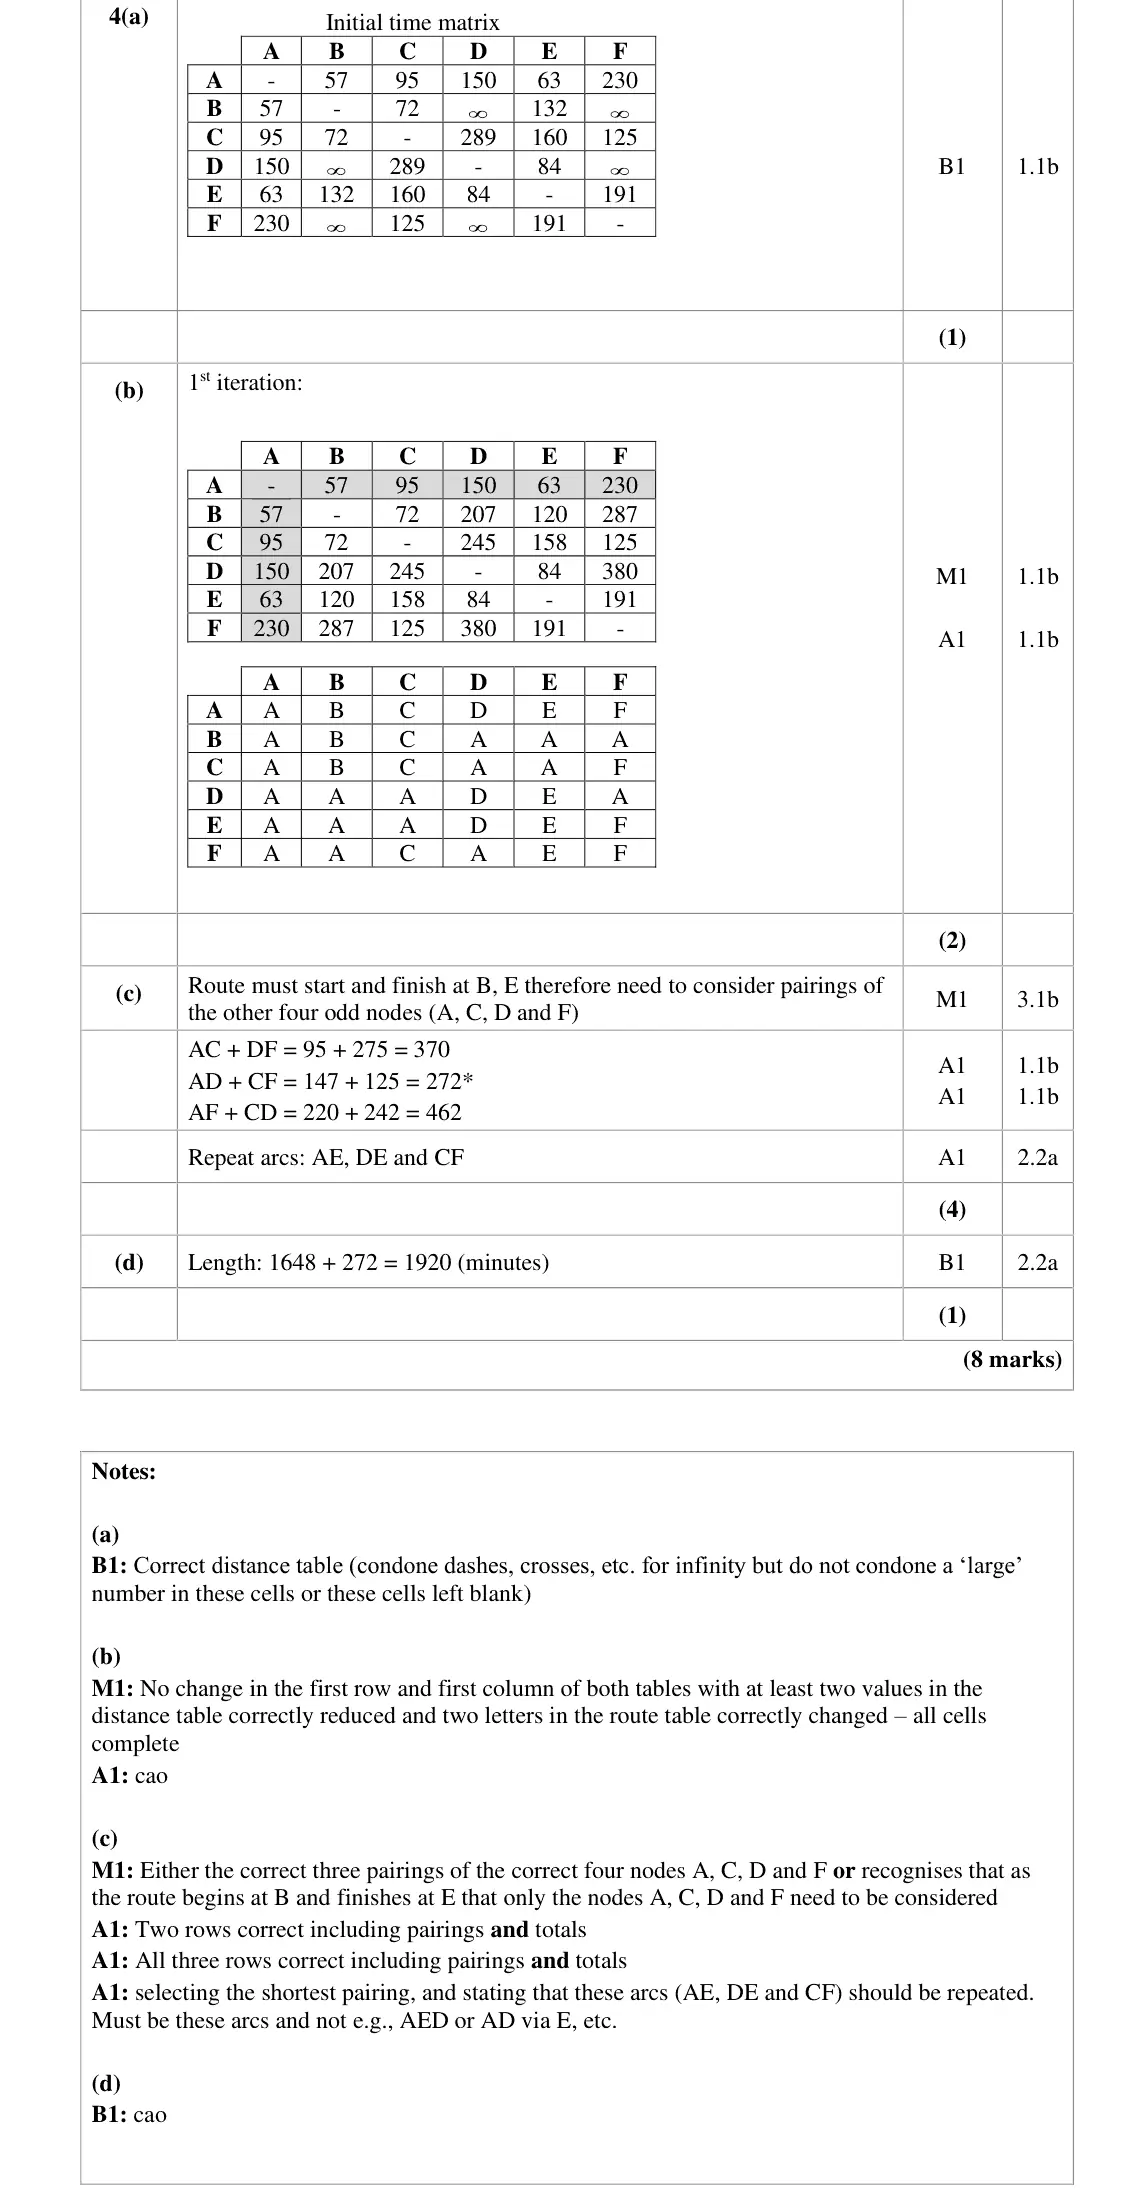 4(a)
Initial time matrix
A B C D E F
A - 57 95 150 63 230
B 57 - 72 ∞ 132 ∞
C 95 72 - 289 160 125
D 150 ∞ 289 - 84 ∞
E 63 132 160 84 - 191
F 230 ∞ 125 ∞ 191 -
B1 1.1b
(1)
(b)
1st iteration:
A B C D E F
A - 57 95 150 63 230
B 57 - 72 207 120 287
C 95 72 - 245 158 125
D 150 207 245 - 84 380
E 63 120 158 84 - 191
F 230 287 125 380 191 -
M1 1.1b
A1 1.1b
A B C D E F
A A B C D E F
B A B C A A A
C A B C A A F
D A A A D E A
E A A A D E F
F A A C A E F
(2)
(c)
Route must start and finish at B, E therefore need to consider pairings of
the other four odd nodes (A, C, D and F)
M1 3.1b
AC + DF = 95 + 275 = 370
AD + CF = 147 + 125 = 272*
AF + CD = 220 + 242 = 462
A1 1.1b
A1 1.1b
Repeat arcs: AE, DE and CF A1 2.2a
(4)
(d) Length: 1648 + 272 = 1920 (minutes) B1 2.2a
(1)
(8 marks)
Notes:
(a)
B1: Correct distance table (condone dashes, crosses, etc. for infinity but do not condone a ‘large’
number in these cells or these cells left blank)
(b)
M1: No change in the first row and first column of both tables with at least two values in the
distance table correctly reduced and two letters in the route table correctly changed – all cells
complete
A1: cao
(c)
M1: Either the correct three pairings of the correct four nodes A, C, D and F or recognises that as
the route begins at B and finishes at E that only the nodes A, C, D and F need to be considered
A1: Two rows correct including pairings and totals
A1: All three rows correct including pairings and totals
A1: selecting the shortest pairing, and stating that these arcs (AE, DE and CF) should be repeated.
Must be these arcs and not e.g., AED or AD via E, etc.
(d)
B1: cao